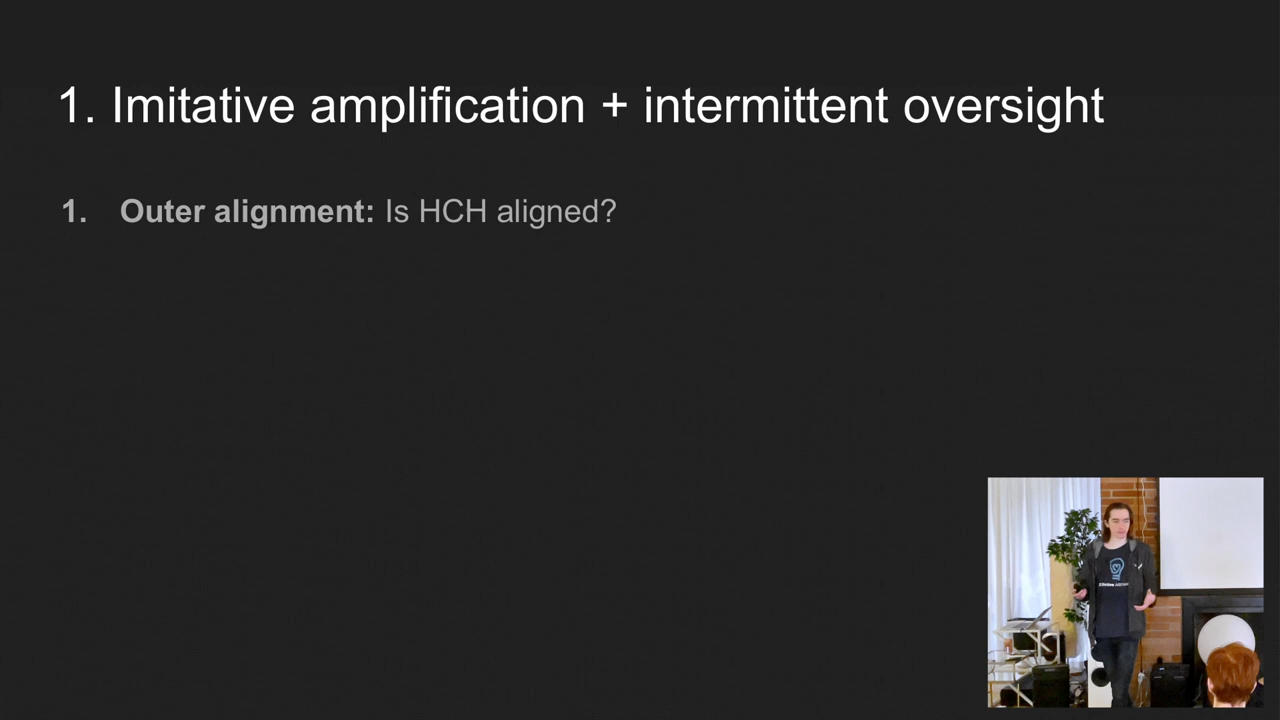 1. Imitative amplification + intermittent oversight
1. Outer alignment: Is HCH aligned?